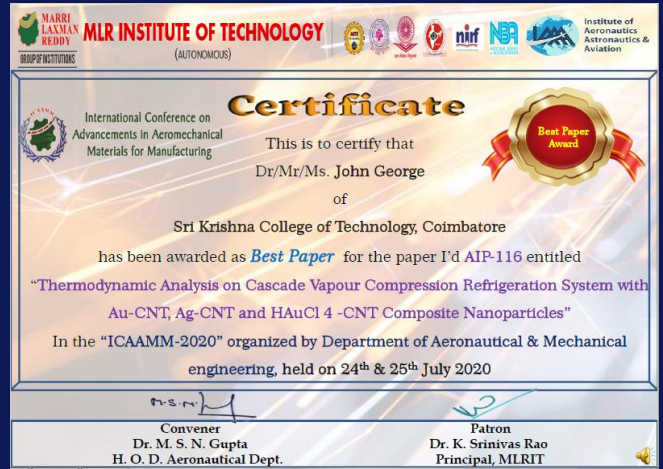 MARRI
LAXMAN
REDDY
GROUP OF INSTITUTIONS
MLR INSTITUTE OF TECHNOLOGY
(AUTONOMOUS)
nirf
NBA
Institute of
Aeronautics
Astronautics &
Aviation
ICAAMM
International Conference on
Advancements in Aeromechanical
Materials for Manufacturing
Certificate
Best Paper
Award
This is to certify that
Dr/Mr/Ms. John George
of
Sri Krishna College of Technology, Coimbatore
has been awarded as Best Paper for the paper I'd AIP-116 entitled
"Thermodynamic Analysis on Cascade Vapour Compression Refrigeration System with
Au-CNT, Ag-CNT and HAuCl 4 -CNT Composite Nanoparticles"
In the "ICAAMM-2020" organized by Department of Aeronautical & Mechanical
engineering, held on 24th & 25th July 2020
M.S.N.
Convener
Dr. M. S. N. Gupta
H. O. D. Aeronautical Dept.
Patron
Dr. K. Srinivas Rao
Principal, MLRIT